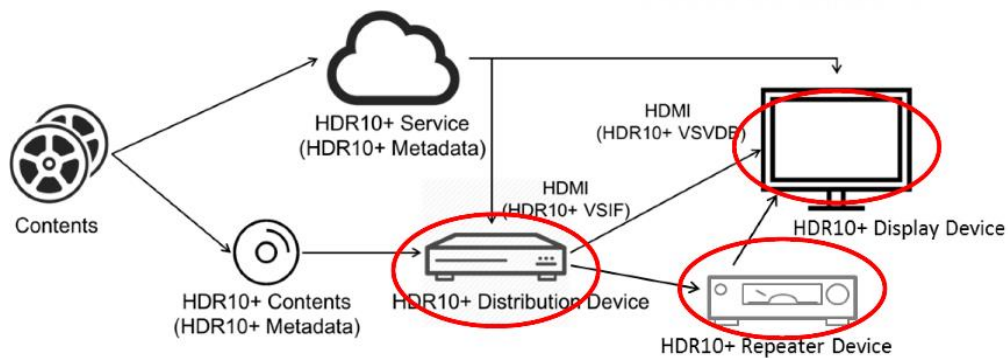 HDR10+ Service
(HDR10+ Metadata)
HDMI
(HDR10+ VSVDB)
Contents
HDMI
(HDR10+ VSIF)
HDR10+ Display Device
HDR10+ Contents
(HDR10+ Metadata)
HDR10+ Distribution Device
HDR10+ Repeater Device